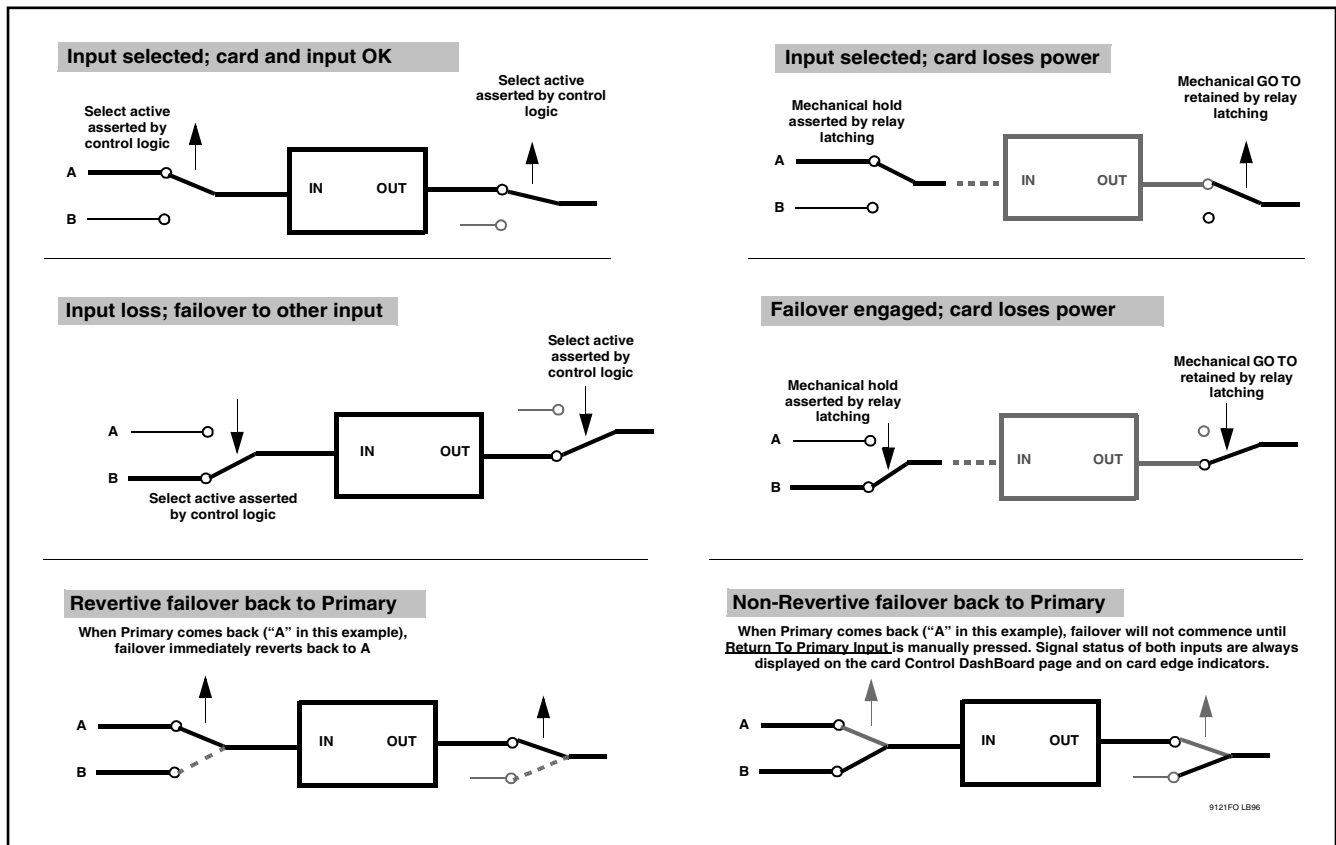 Input selected; card and input OK
Select active
asserted by
control logic
Select active
asserted by control
logic
A
B
IN OUT
Input selected; card loses power
Mechanical hold
asserted by relay
latching
Mechanical GO TO
retained by relay
latching
A
B
IN OUT
Input loss; failover to other input
Select active
asserted by
control logic
A
B
IN OUT
Select active asserted
by control logic
Failover engaged; card loses power
Mechanical hold
asserted by relay
latching
Mechanical GO TO
retained by relay
latching
A
B
IN OUT
Revertive failover back to Primary
When Primary comes back (“A” in this example),
failover immediately reverts back to A
A
B
IN OUT
Non-Revertive failover back to Primary
When Primary comes back (“A” in this example), failover will not commence until
Return To Primary Input is manually pressed. Signal status of both inputs are always
displayed on the card Control DashBoard page and on card edge indicators.
A
B
IN OUT
9121FO LB96